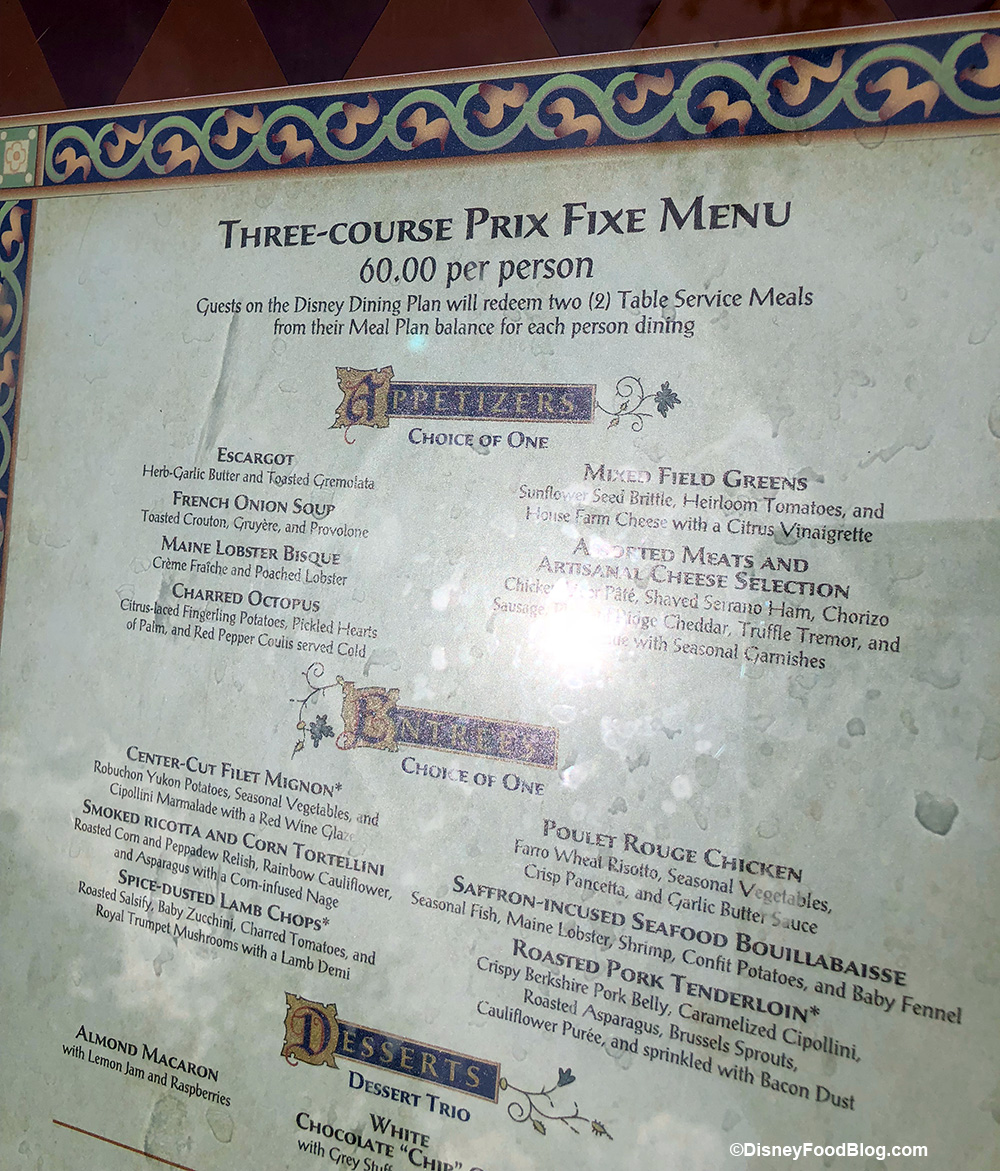 THREE-COURSE PRIX FIXE MENU
60.00 per person
Guests on the Disney Dining Plan will redeem two (2) Table Service Meals
from their Meal Plan balance for each person dining
APPETIZERS
CHOICE OF ONE
ESCARGOT
Herb-Garlic Butter and Toasted Gremolata
FRENCH ONION SOUP
Toasted Crouton, Gruyère, and Provolone
MAINE LOBSTER BISQUE
Crème Fraîche and Poached Lobster
CHARRED OCTOPUS
Citrus-laced Fingerling Potatoes, Pickled Hearts
of Palm, and Red Pepper Coulis served Cold
MIXED FIELD GREENS
Sunflower Seed Brittle, Heirloom Tomatoes, and
House Farm Cheese with a Citrus Vinaigrette
ASSORTED MEATS AND
ARTISANAL CHEESE SELECTION
Pâté, Shaved Serrano Ham, Chorizo
Sausage, Ridge Cheddar, Truffle Tremor, and
with Seasonal Garnishes
ENTREES
CHOICE OF ONE
CENTER-CUT FILET MIGNON*
Robuchon Yukon Potatoes, Seasonal Vegetables, and
Cipollini Marmalade with a Red Wine Glaze
SMOKED RICOTTA AND CORN TORTELLINI
Roasted Corn and Peppadew Relish, Rainbow Cauliflower,
and Asparagus with a Corn-infused Nage
SPICE-DUSTED LAMB CHOPS*
Roasted Salsify, Baby Zucchini, Charred Tomatoes, and
Royal Trumpet Mushrooms with a Lamb Demi
POULET ROUGE CHICKEN
Farro Wheat Risotto, Seasonal Vegetables,
Crisp Pancetta, and Garlic Butter Sauce
SAFFRON-INCUSED SEAFOOD BOUILLABAISSE
Seasonal Fish, Maine Lobster, Shrimp, Confit Potatoes, and Baby Fennel
ROASTED PORK TENDERLOIN*
Crispy Berkshire Pork Belly, Caramelized Cipollini,
Roasted Asparagus, Brussels Sprouts,
Cauliflower Purée, and sprinkled with Bacon Dust
DESSERTS
DESSERT TRIO
ALMOND MACARON
with Lemon Jam and Raspberries
WHITE
CHOCOLATE "CHIP"
with Grey Stuff
©DisneyFoodBlog.com